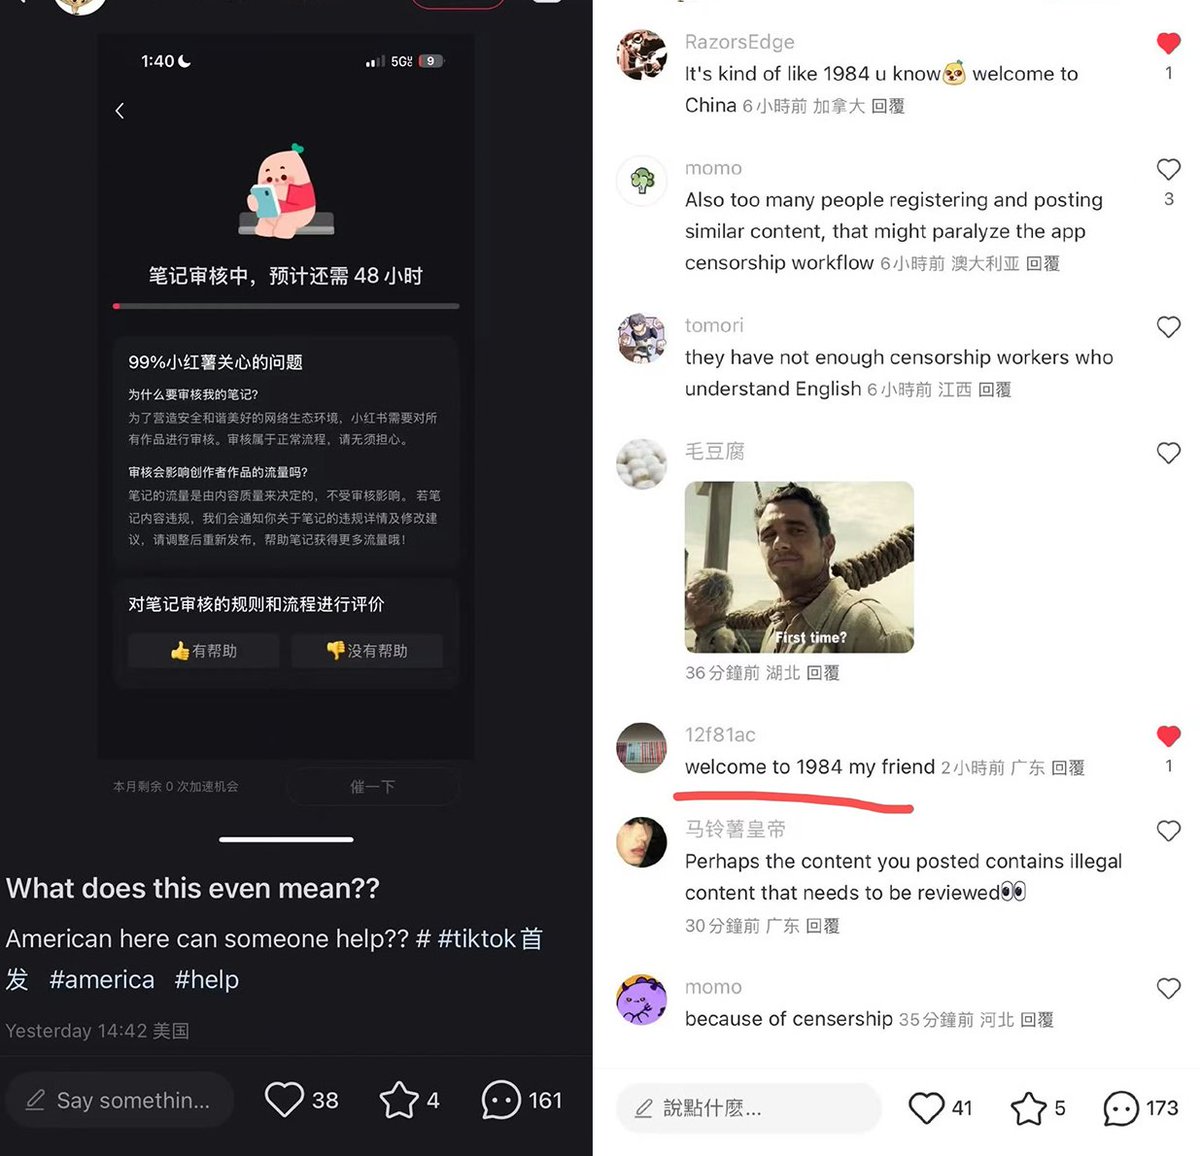 1:40
5G
9
笔记审核中，预计还需 48 小时
99%小红薯关心的问题
为什么要审核我的笔记?
为了营造安全和谐美好的网络生态环境，小红书需要对所
有作品进行审核。审核属于正常流程，请无须担心。
审核会影响创作者作品的流量吗?
笔记的流量是由内容质量来决定的，不受审核影响。若笔
记内容违规，我们会通知你关于笔记的违规详情及修改建
议，请调整后重新发布，帮助笔记获得更多流量哦!
对笔记审核的规则和流程进行评价
👍有帮助
👎没有帮助
本月剩余 0 次加速机会
催一下
What does this even mean??
American here can someone help?? # #tiktok首
发 #america #help
Yesterday 14:42 美国
Say somethin...
38
4
161
RazorsEdge
It's kind of like 1984 u know welcome to
China 6小時前 加拿大 回覆
1
momo
Also too many people registering and posting
similar content, that might paralyze the app
censorship workflow 6小時前 澳大利亚 回覆
3
tomori
they have not enough censorship workers who
understand English 6小時前 江西 回覆
毛豆腐
First time?
36分鐘前 湖北 回覆
12f81ac
welcome to 1984 my friend 2小時前 广东 回覆
1
马铃薯皇帝
Perhaps the content you posted contains illegal
content that needs to be reviewed👀
30分鐘前 广东 回覆
momo
because of censership 35分鐘前 河北 回覆
說點什麼...
41
5
173